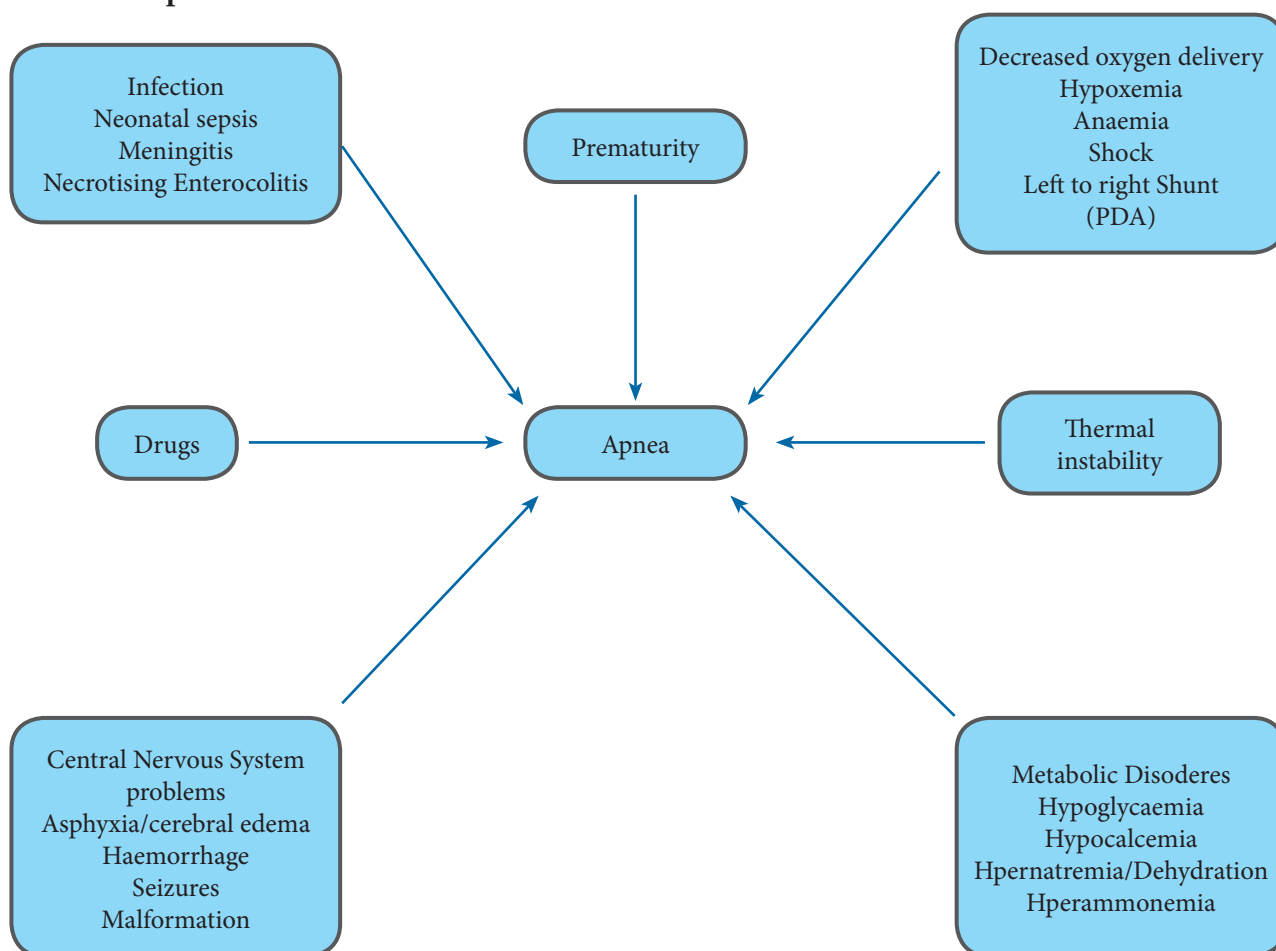 Infection
Neonatal sepsis
Meningitis
Necrotising Enterocolitis
Prematurity
Decreased oxygen delivery
Hypoxemia
Anaemia
Shock
Left to right Shunt
(PDA)
Drugs
Apnea
Thermal
instability
Central Nervous System
problems
Asphyxia/cerebral edema
Haemorrhage
Seizures
Malformation
Metabolic Disoderes
Hypoglycaemia
Hypocalcemia
Hpernatremia/Dehydration
Hperammonemia